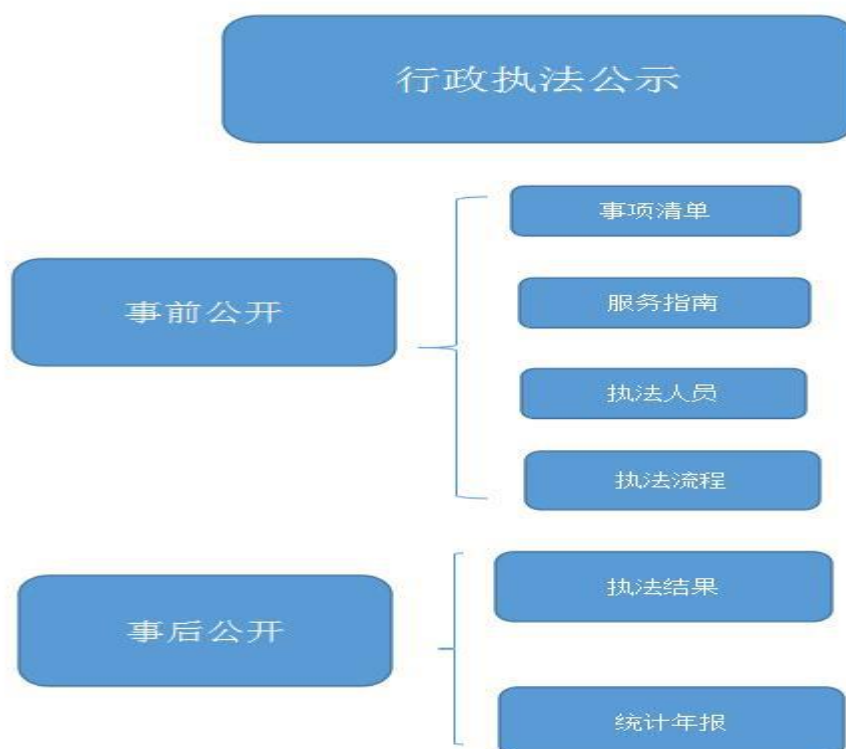 行政执法公示
事前公开
事项清单
服务指南
执法人员
执法流程
事后公开
执法结果
统计年报